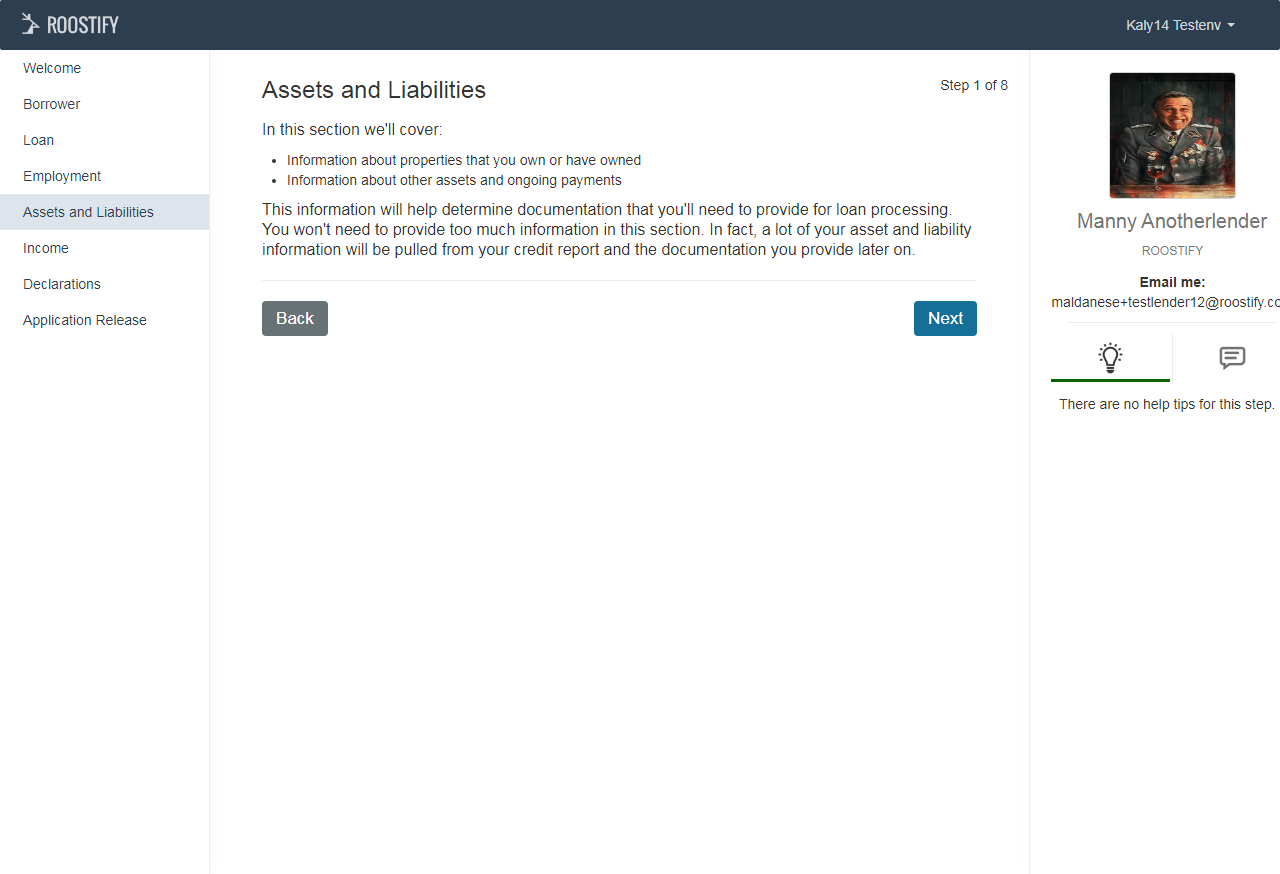 ROOSTIFY
Kaly14 Testenv
Welcome
Borrower
Loan
Employment
Assets and Liabilities
Income
Declarations
Application Release
Assets and Liabilities
Step 1 of 8
In this section we'll cover:
Information about properties that you own or have owned
Information about other assets and ongoing payments
This information will help determine documentation that you'll need to provide for loan processing.
You won't need to provide too much information in this section. In fact, a lot of your asset and liability
information will be pulled from your credit report and the documentation you provide later on.
Back
Next
Manny Anotherlender
ROOSTIFY
Email me:
maldanese+testlender12@roostify.co
There are no help tips for this step.